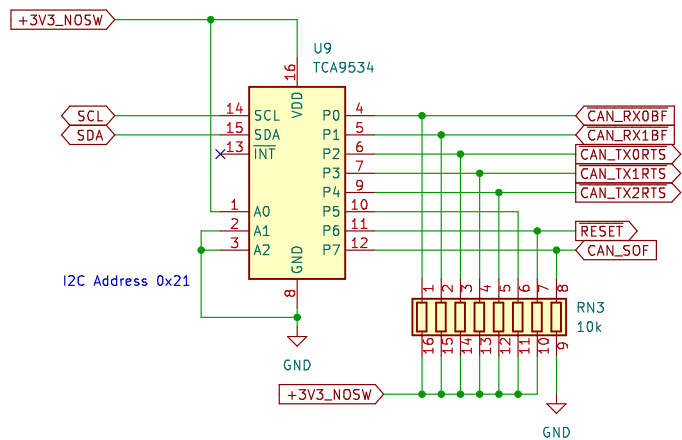 +3V3_NOSW
U9
TCA9534
16
VDD
SCL 14 SCL P0 4 CAN_RX0BF
SDA 15 SDA P1 5 CAN_RX1BF
13 INT P2 6 CAN_TX0RTS
P3 7 CAN_TX1RTS
P4 9 CAN_TX2RTS
1 A0 P5 10
2 A1 P6 11 RESET
3 A2 P7 12 CAN_SOF
GND
I2C Address 0x21
8
1 2 3 4 5 6 7 8
RN3
10k
16 15 14 13 12 11 10 9
GND
+3V3_NOSW
GND